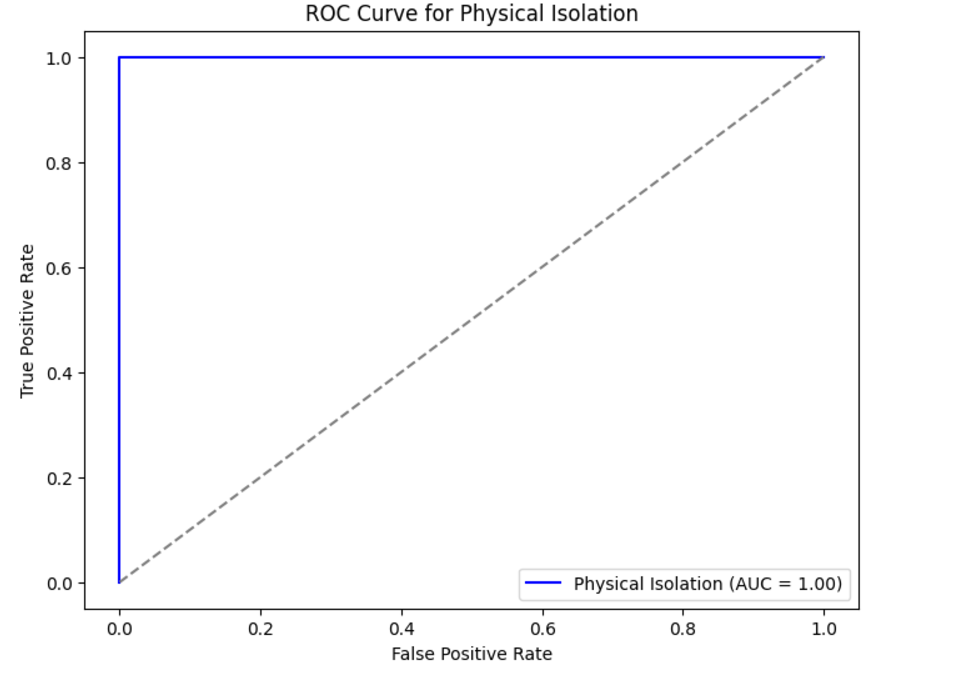 ROC Curve for Physical Isolation
True Positive Rate
1.0
0.8
0.6
0.4
0.2
0.0
Physical Isolation (AUC = 1.00)
0.0 0.2 0.4 0.6 0.8 1.0
False Positive Rate